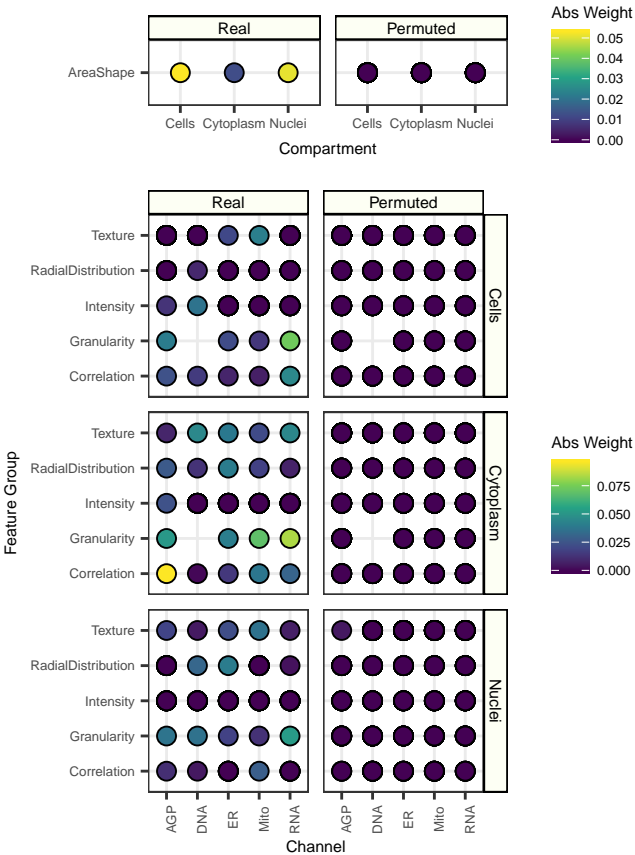 Real
Permuted
AreaShape
Cells
Cytoplasm
Nuclei
Cells
Cytoplasm
Nuclei
Compartment
Abs Weight
0.05
0.04
0.03
0.02
0.01
0.00
Feature Group
Real
Permuted
Texture
RadialDistribution
Intensity
Granularity
Correlation
Cells
Texture
RadialDistribution
Intensity
Granularity
Correlation
Cytoplasm
Texture
RadialDistribution
Intensity
Granularity
Correlation
Nuclei
AGP
DNA
ER
Mito
RNA
AGP
DNA
ER
Mito
RNA
Channel
Abs Weight
0.075
0.050
0.025
0.000